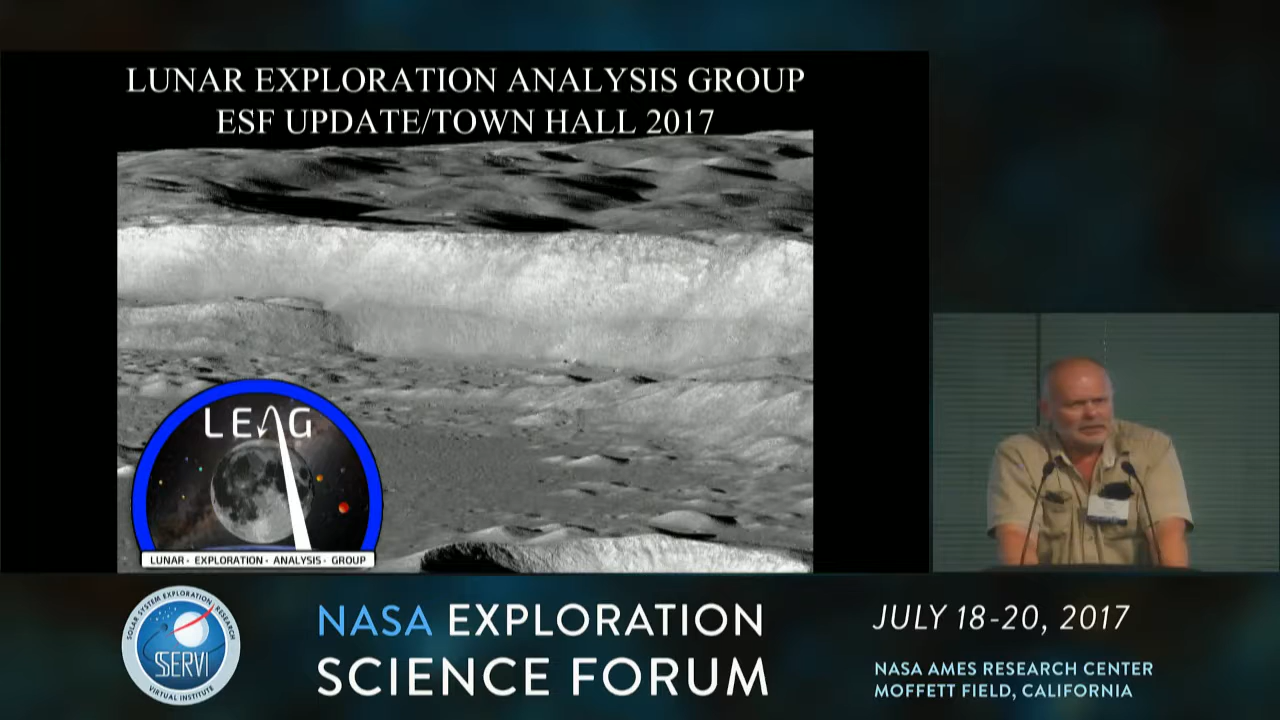 LUNAR EXPLORATION ANALYSIS GROUP
ESF UPDATE/TOWN HALL 2017
LEAG
LUNAR · EXPLORATION · ANALYSIS · GROUP
SOLAR SYSTEM EXPLORATION RESEARCH
SSERVI
VIRTUAL INSTITUTE
NASA EXPLORATION
SCIENCE FORUM
JULY 18-20, 2017
NASA AMES RESEARCH CENTER
MOFFETT FIELD, CALIFORNIA